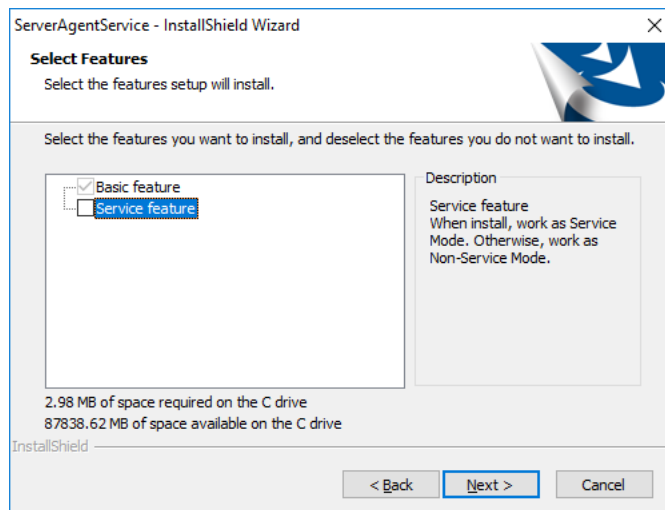 ServerAgentService - InstallShield Wizard
Select Features
Select the features setup will install.
Select the features you want to install, and deselect the features you do not want to install.
Basic feature
Service feature
Description
Service feature
When install, work as Service
Mode. Otherwise, work as
Non-Service Mode.
2.98 MB of space required on the C drive
87838.62 MB of space available on the C drive
InstallShield
< Back
Next >
Cancel